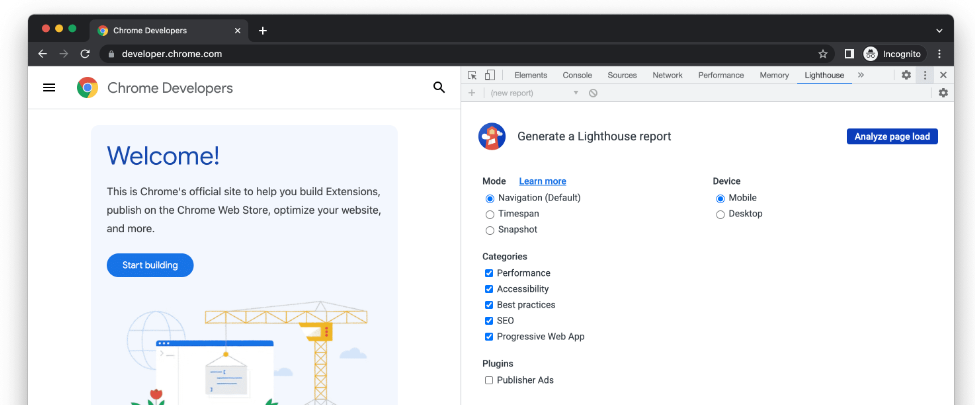 Chrome Developers
developer.chrome.com
Incognito
Chrome Developers
Welcome!
This is Chrome's official site to help you build Extensions,
publish on the Chrome Web Store, optimize your website,
and more.
Start building
Elements Console Sources Network Performance Memory Lighthouse
(new report)
Generate a Lighthouse report
Analyze page load
Mode Learn more
Navigation (Default)
Timespan
Snapshot
Device
Mobile
Desktop
Categories
Performance
Accessibility
Best practices
SEO
Progressive Web App
Plugins
Publisher Ads